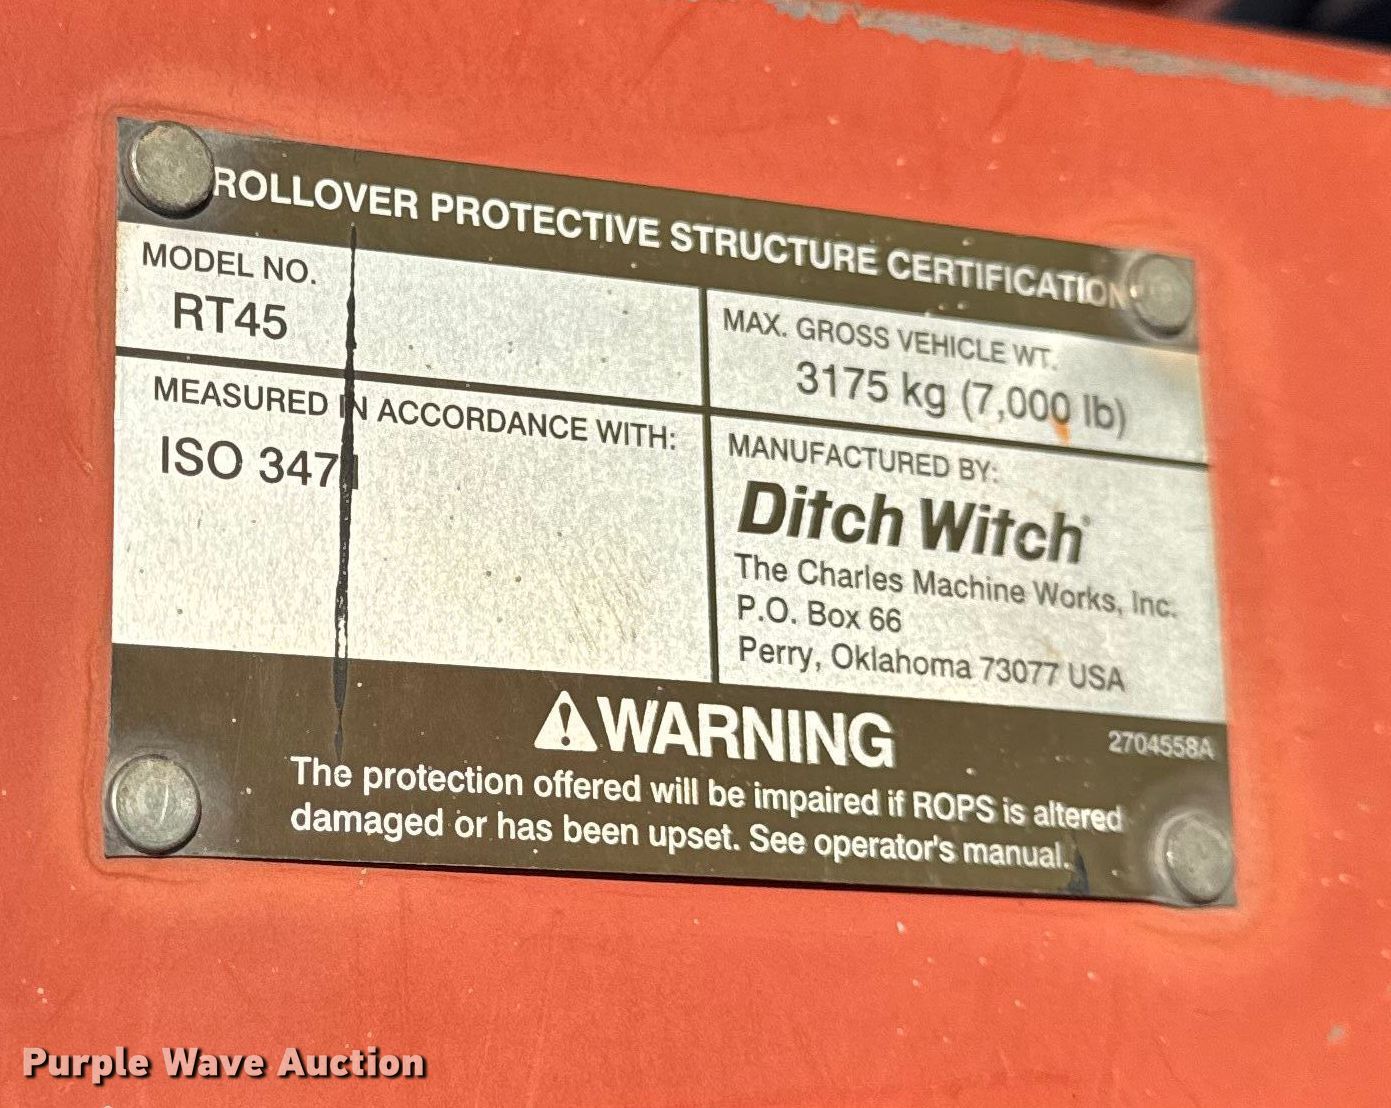 ROLLOVER PROTECTIVE STRUCTURE CERTIFICATION
MODEL NO.
RT45
MAX. GROSS VEHICLE WT.
3175 kg (7,000 lb)
MEASURED IN ACCORDANCE WITH:
ISO 3471
MANUFACTURED BY:
Ditch Witch®
The Charles Machine Works, Inc.
P.O. Box 66
Perry, Oklahoma 73077 USA
WARNING
2704558A
The protection offered will be impaired if ROPS is altered
damaged or has been upset. See operator's manual.
Purple Wave Auction